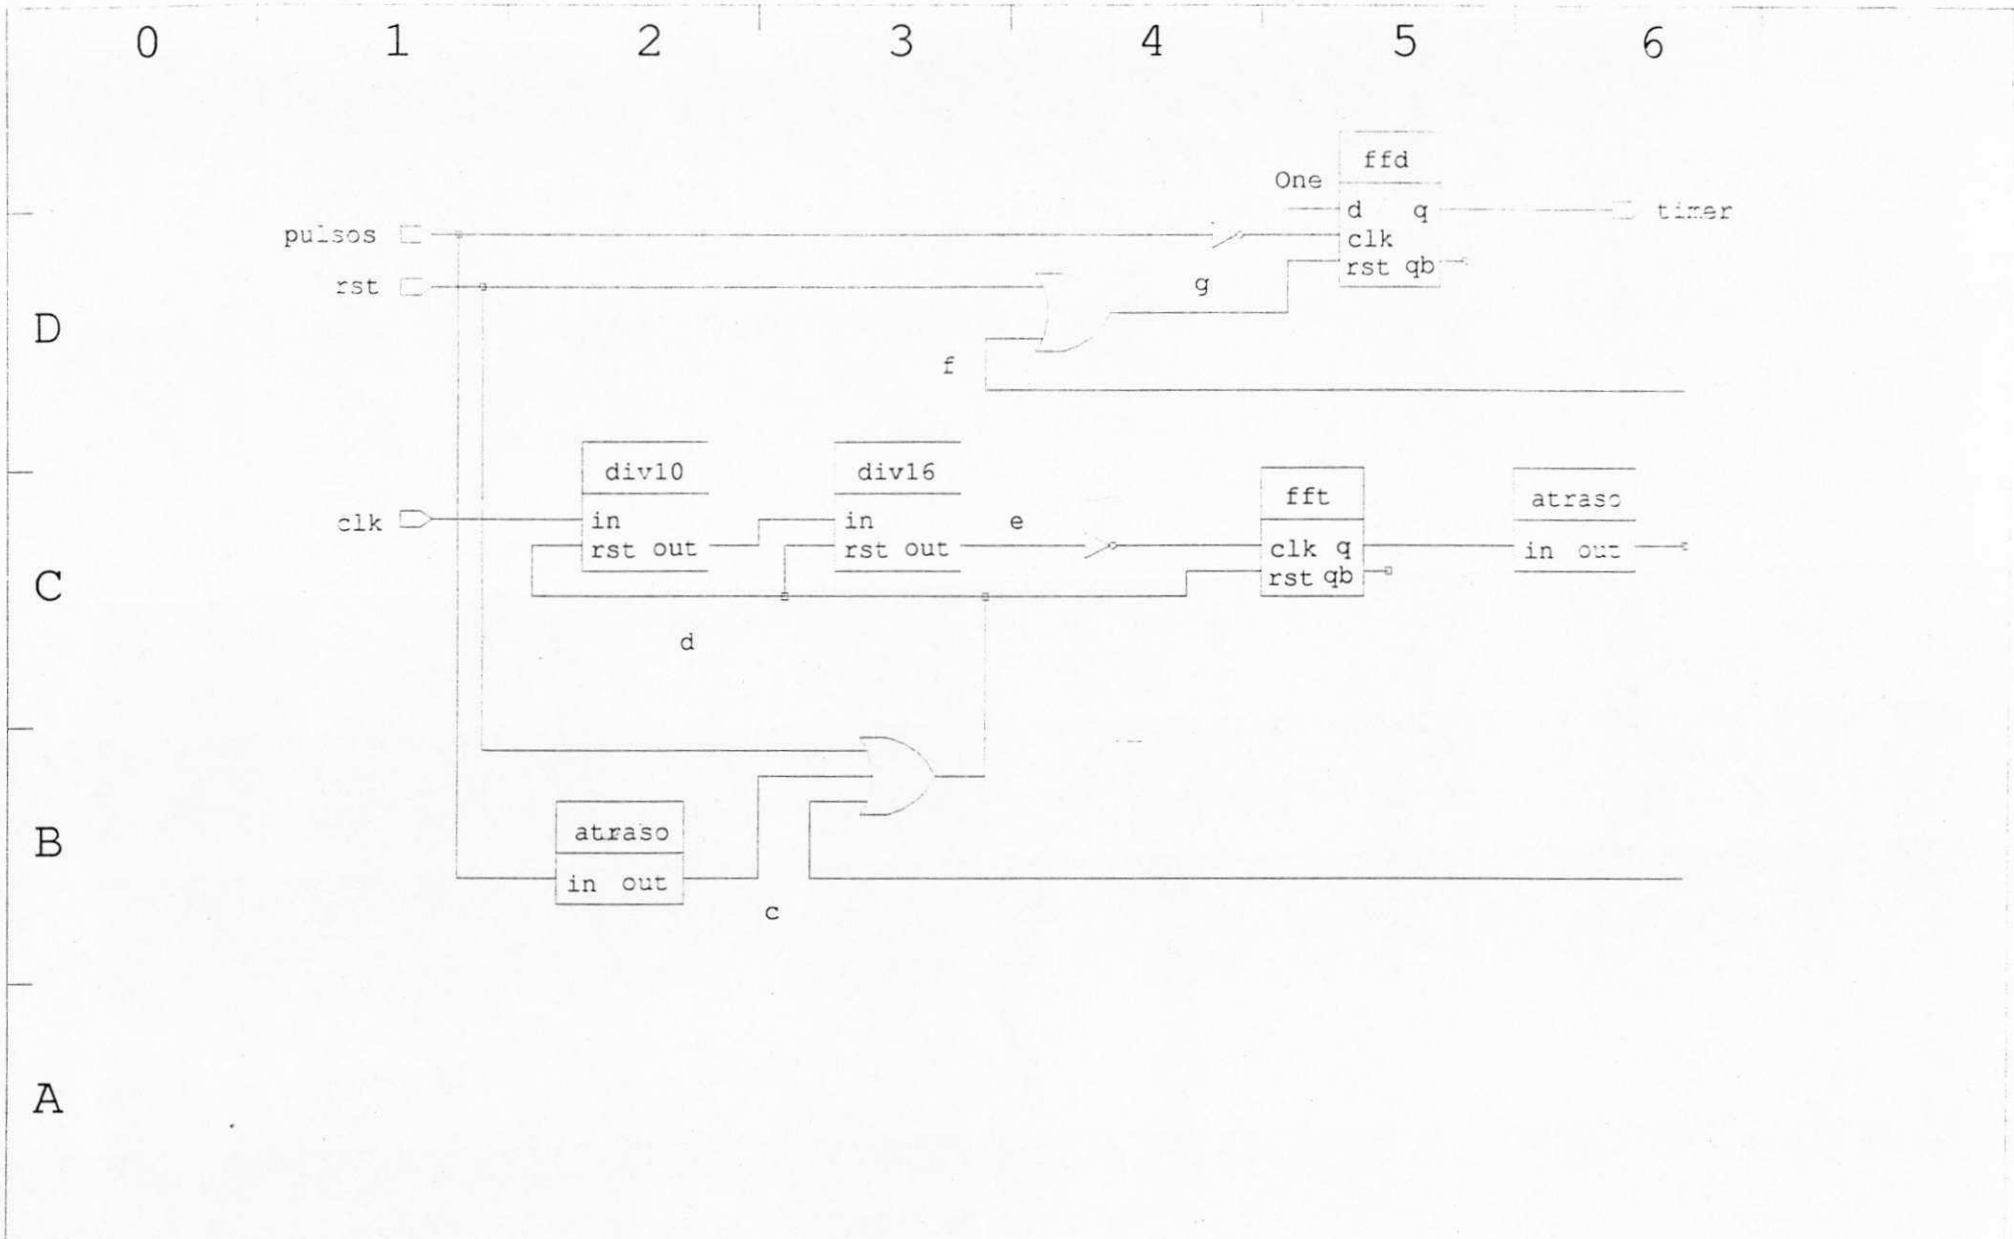 0 1 2 3 4 5 6
ffd
One
d q
timer
pulsos
clk
rst qb
rst
g
D
f
div10
div16
fft
atraso
clk
in
in
e
rst out
rst out
clk q
in out
C
rst qb
d
atraso
B
in out
c
A